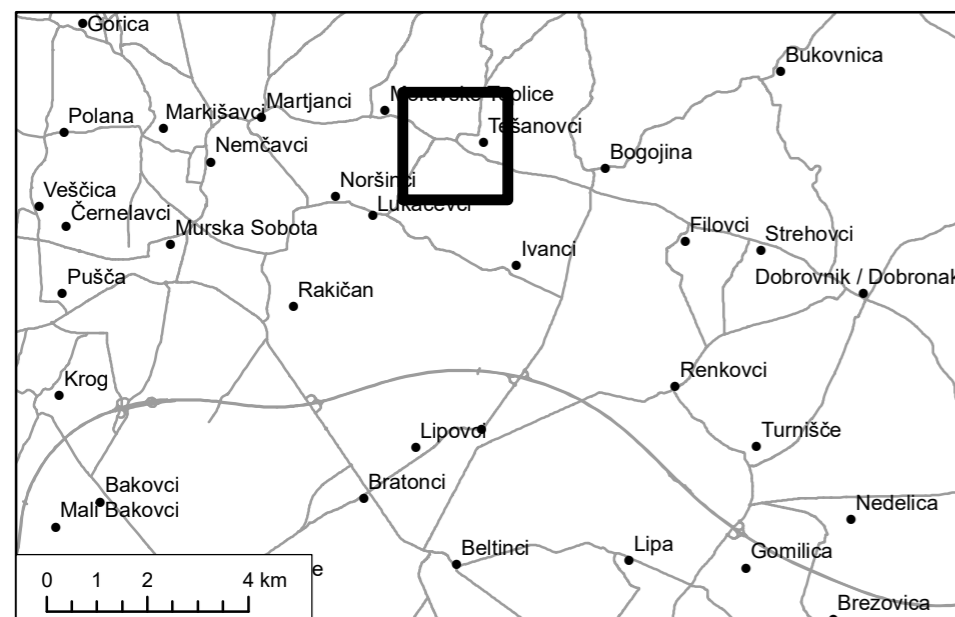 Gorica
Bukovnica
Moravske Toplice
Polana
Markišavci
Martjanci
Tešanovci
Nemčavci
Bogojina
Veščica
Noršinci
Černelavci
Lukačevci
Murska Sobota
Filovci
Strehovci
Ivanci
Pušča
Rakičan
Dobrovnik / Dobronak
Krog
Renkovci
Lipovci
Turnišče
Bakovci
Bratonci
Mali Bakovci
Nedelica
Beltinci
Lipa
Gomilica
e
0 1 2 4 km
Brezovica